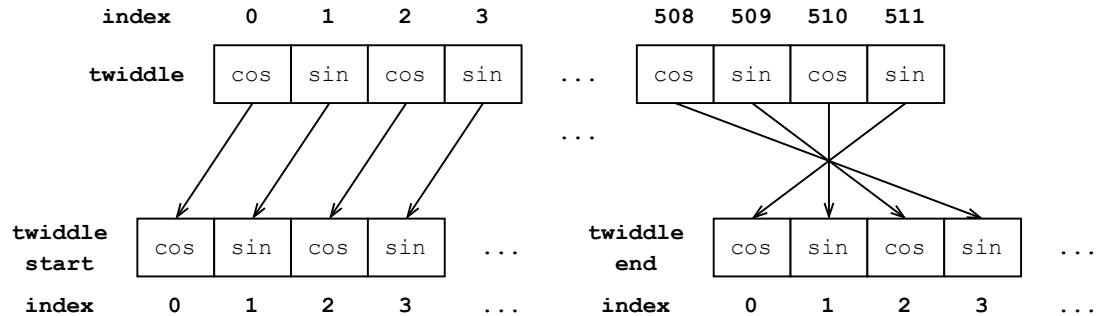 index 0 1 2 3 508 509 510 511
twiddle cos sin cos sin ... cos sin cos sin
...
twiddle start cos sin cos sin ... twiddle end cos sin cos sin ...
index 0 1 2 3 ... index 0 1 2 3 ...